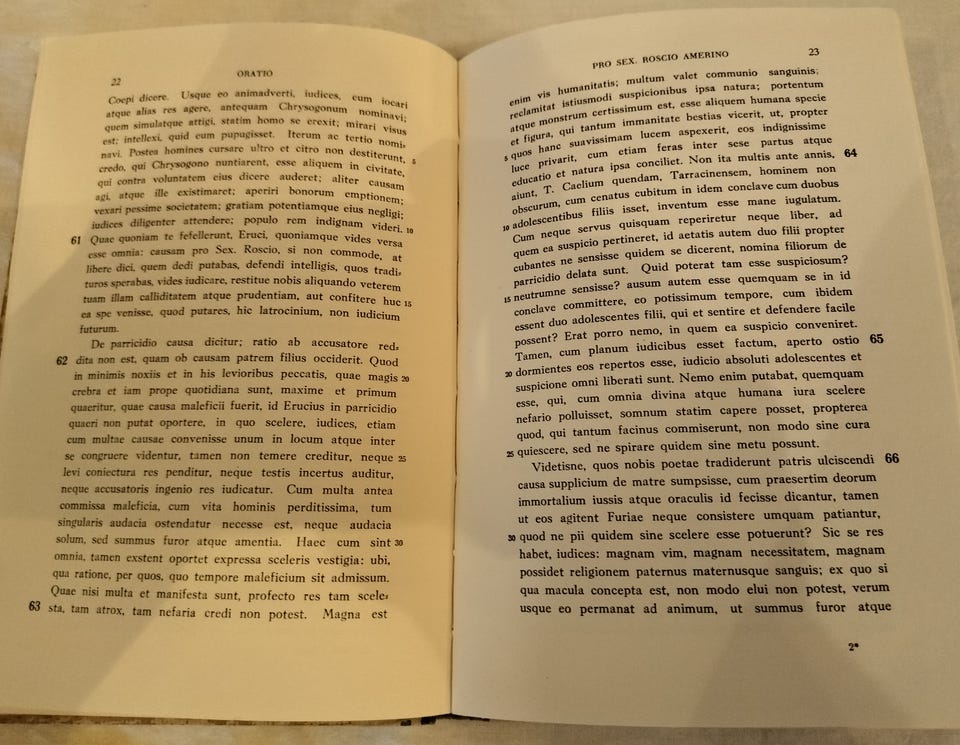 22
ORATIO
Coepi dicere. Usque eo animadverti, iudices, eum iocari
atque alias res agere, antequam Chrysogonum nominavi;
quem simulatque attigi, statim homo se erexit; mirari visus
est; intellexi, quid eum pupugisset. Iterum ac tertio nomi-
navi. Postea homines cursare ultro et citro non destiterunt, 5
credo, qui Chrysogono nuntiarent, esse aliquem in civitate,
qui contra voluntatem eius dicere auderet; aliter causam
agi, atque ille existimaret; aperiri bonorum emptionem;
vexari pessime societatem; gratiam potentiamque eius negligi;
iudices diligenter attendere; populo rem indignam videri. 10
61 Quae quoniam te fefellerunt, Eruci, quoniamque vides versa
esse omnia: causam pro Sex. Roscio, si non commode, at
libere dici, quem dedi putabas, defendi intelligis, quos tradi-
turos sperabas, vides iudicare, restitue nobis aliquando veterem
tuam illam calliditatem atque prudentiam, aut confitere huc 15
ea spe venisse, quod putares, hic latrocinium, non iudicium
futurum.
De parricidio causa dicitur; ratio ab accusatore red-
62 dita non est, quam ob causam patrem filius occiderit. Quod
in minimis noxiis et in his levioribus peccatis, quae magis 20
crebra et iam prope quotidiana sunt, maxime et primum
quaeritur, quae causa maleficii fuerit, id Erucius in parricidio
quaeri non putat oportere, in quo scelere, iudices, etiam
cum multae causae convenisse unum in locum atque inter
se congruere videntur, tamen non temere creditur, neque 25
levi coniectura res penditur, neque testis incertus auditur,
neque accusatoris ingenio res iudicatur. Cum multa antea
commissa maleficia, cum vita hominis perditissima, tum
singularis audacia ostendatur necesse est, neque audacia
solum, sed summus furor atque amentia. Haec cum sint 30
omnia, tamen exstent oportet expressa sceleris vestigia: ubi,
qua ratione, per quos, quo tempore maleficium sit admissum.
Quae nisi multa et manifesta sunt, profecto res tam scele-
63 sta, tam atrox, tam nefaria credi non potest. Magna est
PRO SEX. ROSCIO AMERINO
23
enim vis humanitatis; multum valet communio sanguinis;
reclamitat istiusmodi suspicionibus ipsa natura; portentum
atque monstrum certissimum est, esse aliquem humana specie
et figura, qui tantum immanitate bestias vicerit, ut, propter
5 quos hanc suavissimam lucem aspexerit, eos indignissime
luce privarit, cum etiam feras inter sese partus atque
educatio et natura ipsa conciliet. Non ita multis ante annis, 64
aiunt, T. Caelium quendam, Tarracinensem, hominem non
obscurum, cum cenatus cubitum in idem conclave cum duobus
10 adolescentibus filiis isset, inventum esse mane iugulatum.
Cum neque servus quisquam reperiretur neque liber, ad
quem ea suspicio pertineret, id aetatis autem duo filii propter
cubantes ne sensisse quidem se dicerent, nomina filiorum de
parricidio delata sunt. Quid poterat tam esse suspiciosum?
15 neutrumne sensisse? ausum autem esse quemquam se in id
conclave committere, eo potissimum tempore, cum ibidem
essent duo adolescentes filii, qui et sentire et defendere facile
possent? Erat porro nemo, in quem ea suspicio conveniret.
Tamen, cum planum iudicibus esset factum, aperto ostio 65
20 dormientes eos repertos esse, iudicio absoluti adolescentes et
suspicione omni liberati sunt. Nemo enim putabat, quemquam
esse, qui, cum omnia divina atque humana iura scelere
nefario polluisset, somnum statim capere posset, propterea
quod, qui tantum facinus commiserunt, non modo sine cura
25 quiescere, sed ne spirare quidem sine metu possunt.
Videtisne, quos nobis poetae tradiderunt patris ulciscendi 66
causa supplicium de matre sumpsisse, cum praesertim deorum
immortalium iussis atque oraculis id fecisse dicantur, tamen
ut eos agitent Furiae neque consistere umquam patiantur,
30 quod ne pii quidem sine scelere esse potuerunt? Sic se res
habet, iudices: magnam vim, magnam necessitatem, magnam
possidet religionem paternus maternusque sanguis; ex quo si
qua macula concepta est, non modo elui non potest, verum
usque eo permanat ad animum, ut summus furor atque
2*